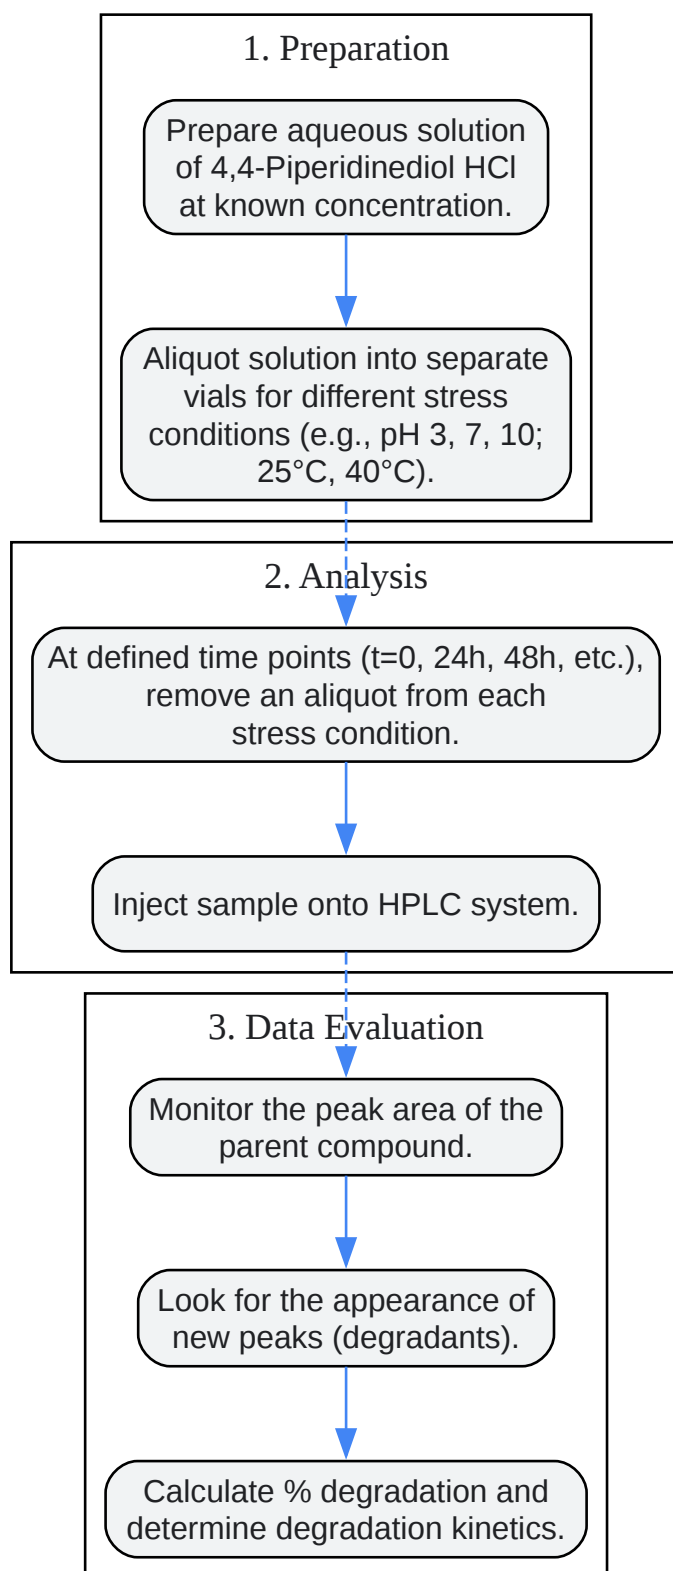 1. Preparation
Prepare aqueous solution
of 4,4-Piperidinediol HCl
at known concentration.
Aliquot solution into separate
vials for different stress
conditions (e.g., pH 3, 7, 10;
25°C, 40°C).
2. Analysis
At defined time points (t=0, 24h, 48h, etc.),
remove an aliquot from each
stress condition.
Inject sample onto HPLC system.
3. Data Evaluation
Monitor the peak area of the
parent compound.
Look for the appearance of
new peaks (degradants).
Calculate % degradation and
determine degradation kinetics.